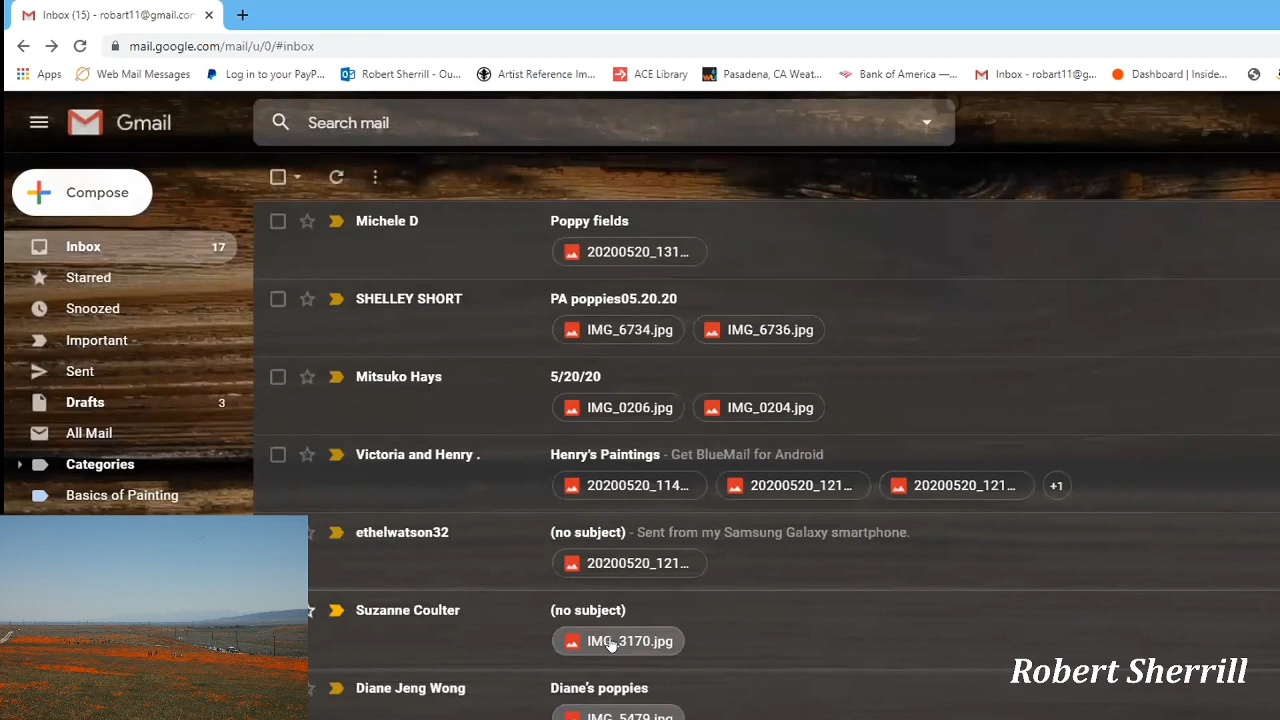 Inbox (15) - robart11@gmail.co
mail.google.com/mail/u/0/#inbox
Apps Web Mail Messages Log in to your PayP... Robert Sherrill - Ou... Artist Reference Im... ACE Library Pasadena, CA Weat... Bank of America —... Inbox - robart11@g... Dashboard | Inside...
Gmail Search mail
Compose
Inbox 17
Starred
Snoozed
Important
Sent
Drafts 3
All Mail
Categories
Basics of Painting
Michele D Poppy fields
20200520_131...
SHELLEY SHORT PA poppies05.20.20
IMG_6734.jpg IMG_6736.jpg
Mitsuko Hays 5/20/20
IMG_0206.jpg IMG_0204.jpg
Victoria and Henry . Henry's Paintings - Get BlueMail for Android
20200520_114... 20200520_121... 20200520_121... +1
ethelwatson32 (no subject) - Sent from my Samsung Galaxy smartphone.
20200520_121...
Suzanne Coulter (no subject)
IMG_3170.jpg
Diane Jeng Wong Diane's poppies
IMG_5479.jpg
Robert Sherrill